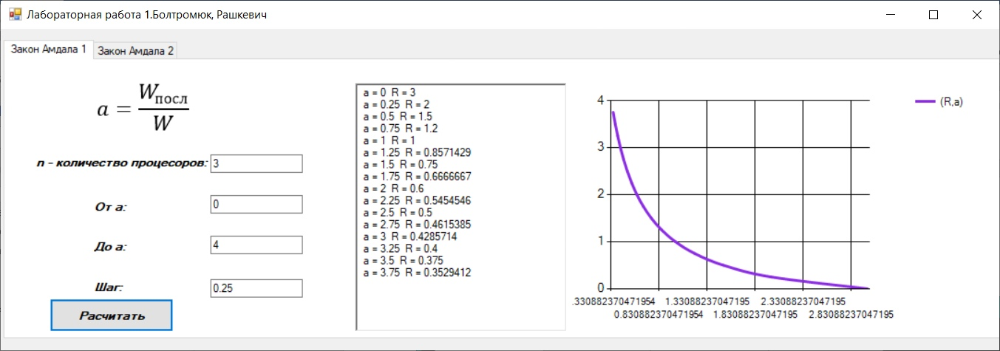 Лабораторная работа 1.Болтромюк, Рашкевич
Закон Амдала 1
Закон Амдала 2
a = Wпосл / W
n - количество процесоров:
3
От а:
0
До а:
4
Шаг:
0.25
Расчитать
a = 0 R = 3
a = 0.25 R = 2
a = 0.5 R = 1.5
a = 0.75 R = 1.2
a = 1 R = 1
a = 1.25 R = 0.8571429
a = 1.5 R = 0.75
a = 1.75 R = 0.6666667
a = 2 R = 0.6
a = 2.25 R = 0.5454546
a = 2.5 R = 0.5
a = 2.75 R = 0.4615385
a = 3 R = 0.4285714
a = 3.25 R = 0.4
a = 3.5 R = 0.375
a = 3.75 R = 0.3529412
4
3
2
1
0
.330882370471954 1.33088237047195 2.33088237047195
0.830882370471954 1.83088237047195 2.83088237047195
(R,a)